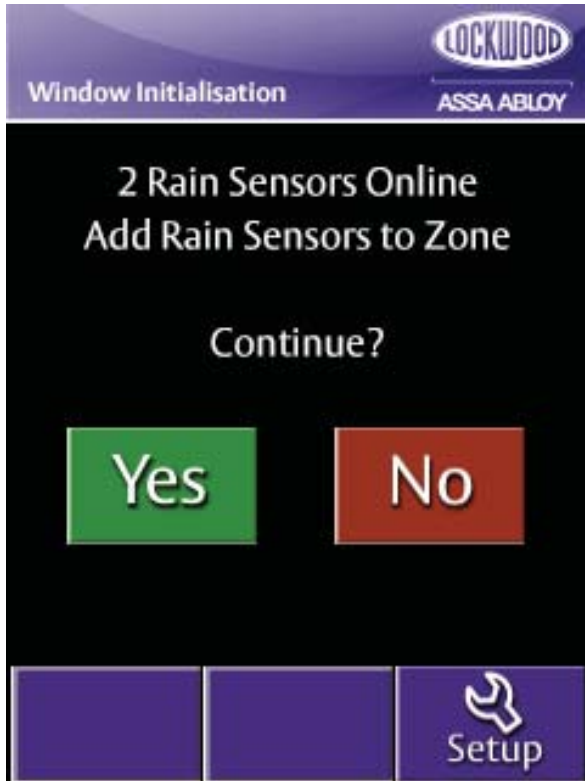 LOCKWOOD
Window Initialisation
ASSA ABLOY
2 Rain Sensors Online
Add Rain Sensors to Zone
Continue?
Yes
No
Setup